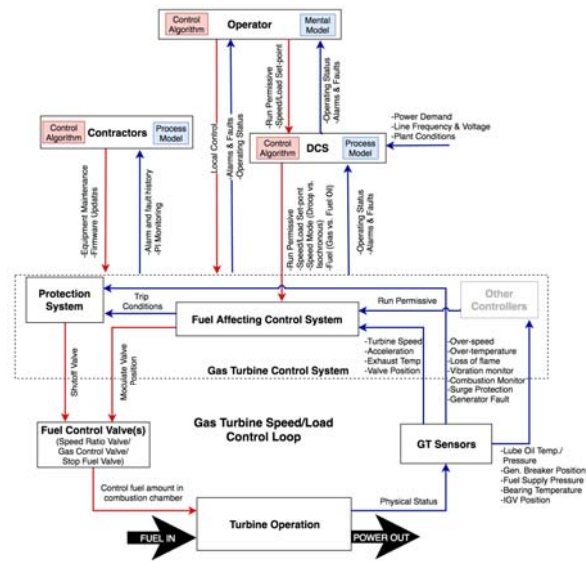 Operator
Control
Algorithm
Mental
Model
-Run Permissive
-Speed/Load Set-point
-Operating Status
-Alarms & Faults
-Power Demand
-Line Frequency & Voltage
-Plant Conditions
Control
Algorithm
Contractors
Process
Model
Local Control
-Alarms & Faults
-Operating Status
DCS
Control
Algorithm
Process
Model
-Equipment Maintenance
-Firmware Updates
-Alarm and fault history
-PI Monitoring
-Run Permissive
-Speed/Load Set-point
-Speed Mode (Droop vs.
Isochronous)
-Fuel (Gas vs. Fuel Oil)
-Operating Status
-Alarms & Faults
Protection
System
Trip
Conditions
Fuel Affecting Control System
Run Permissive
Other
Controllers
Shutoff Valve
Moculate Valve
Position
Gas Turbine Control System
-Turbine Speed
-Acceleration
-Exhaust Temp
-Valve Position
-Over-speed
-Over-temperature
-Loss of flame
-Vibration monitor
-Combustion Monitor
-Surge Protection
-Generator Fault
Fuel Control Valve(s)
(Speed Ratio Valve/
Gas Control Valve/
Stop Fuel Valve)
Gas Turbine Speed/Load
Control Loop
GT Sensors
-Lube Oil Temp./
Pressure
-Gen. Breaker Position
-Fuel Supply Pressure
-Bearing Temperature
-IGV Position
Control fuel amount in
combustion chamber
Physical Status
Turbine Operation
FUEL IN
POWER OUT